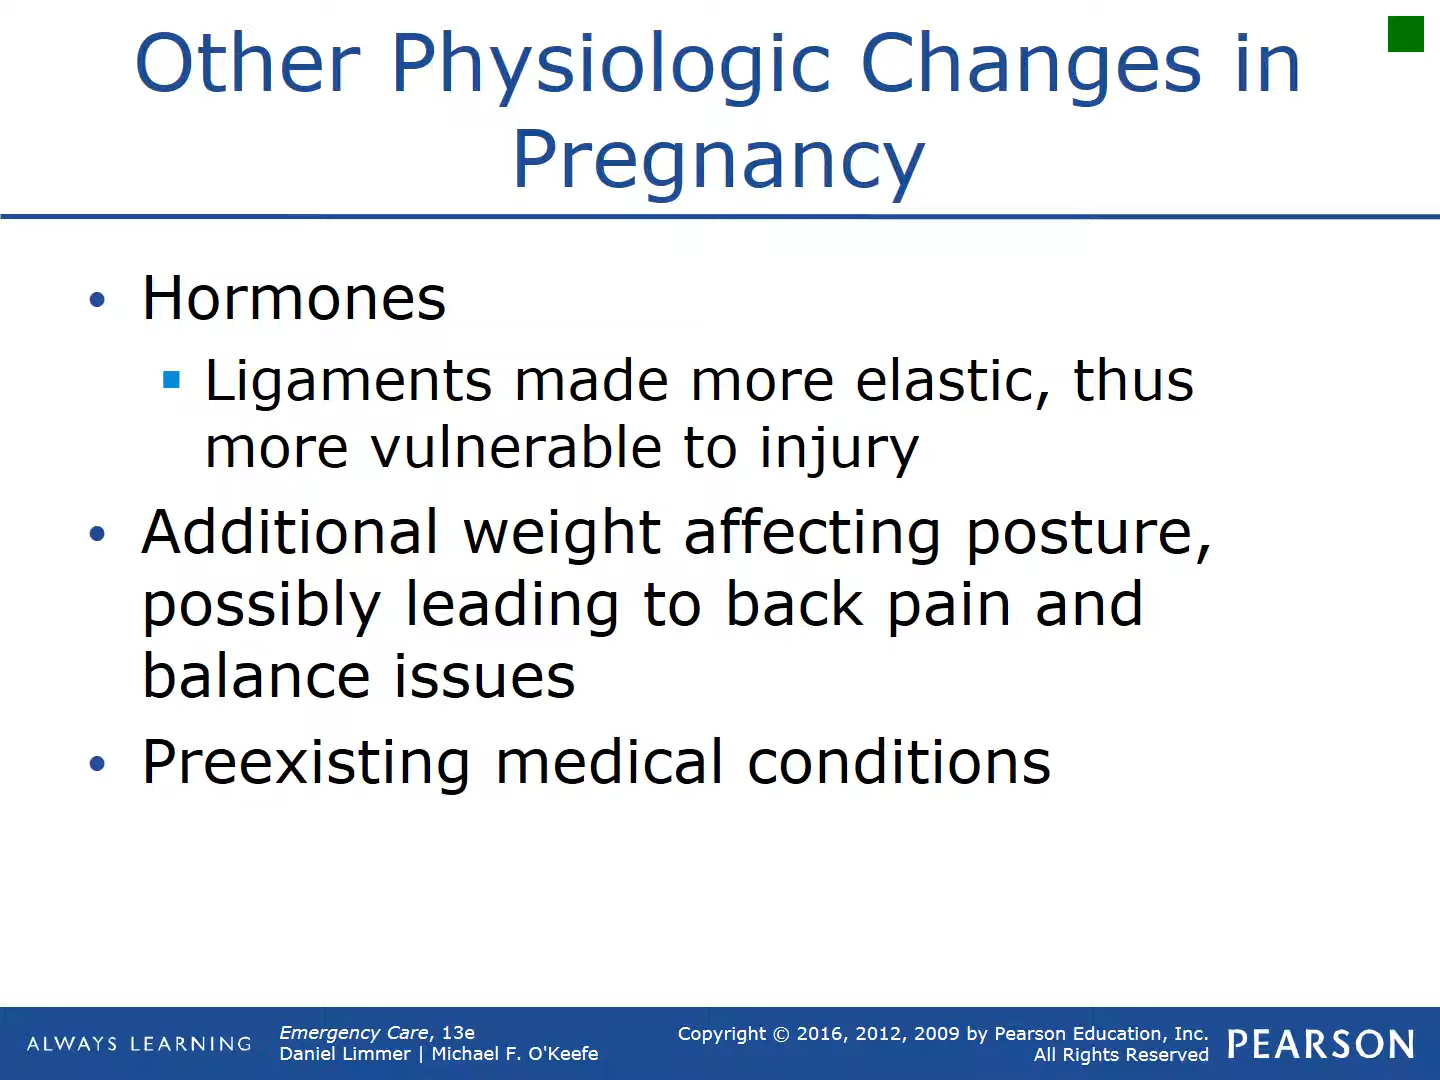 Other Physiologic Changes in
Pregnancy
• Hormones
▪ Ligaments made more elastic, thus
more vulnerable to injury
• Additional weight affecting posture,
possibly leading to back pain and
balance issues
• Preexisting medical conditions
ALWAYS LEARNING
Emergency Care, 13e
Daniel Limmer | Michael F. O'Keefe
Copyright © 2016, 2012, 2009 by Pearson Education, Inc.
All Rights Reserved
PEARSON